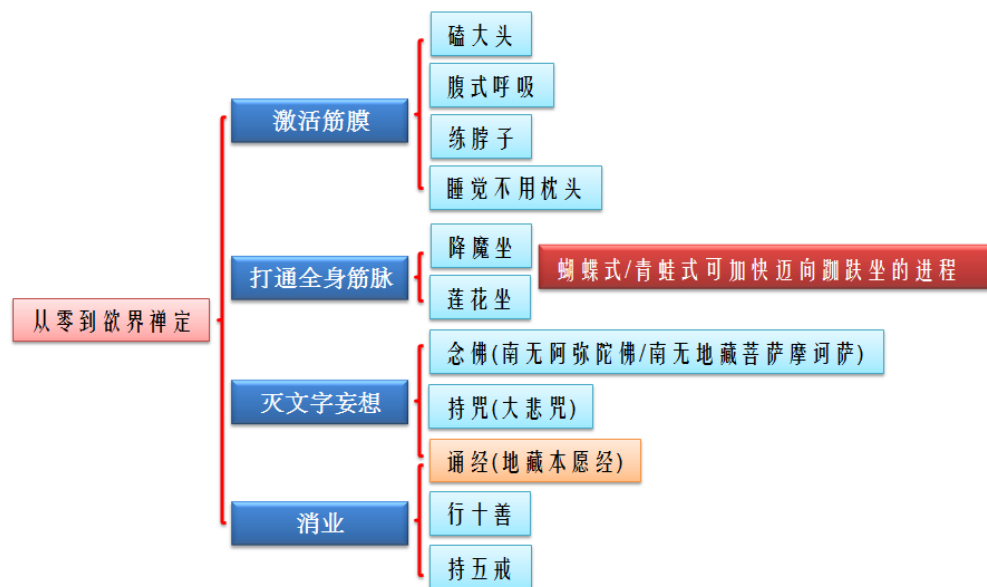 从零到欲界禅定
激活筋膜
磕大头
腹式呼吸
练脖子
睡觉不用枕头
打通全身筋脉
降魔坐
莲花坐
蝴蝶式/青蛙式可加快迈向跏趺坐的进程
灭文字妄想
念佛(南无阿弥陀佛/南无地藏菩萨摩诃萨)
持咒(大悲咒)
诵经(地藏本愿经)
消业
行十善
持五戒